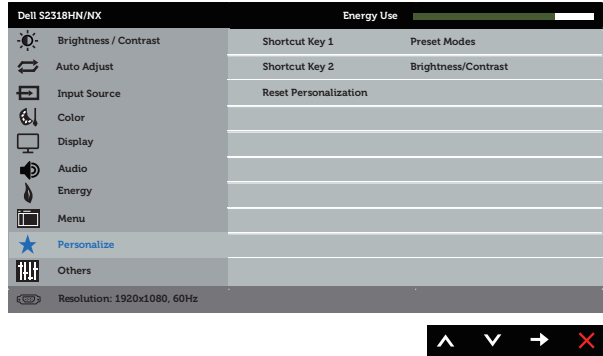 Dell S2318HN/NX Energy Use
Brightness / Contrast Shortcut Key 1 Preset Modes
Auto Adjust Shortcut Key 2 Brightness/Contrast
Input Source Reset Personalization
Color
Display
Audio
Energy
Menu
Personalize
Others
Resolution: 1920x1080, 60Hz